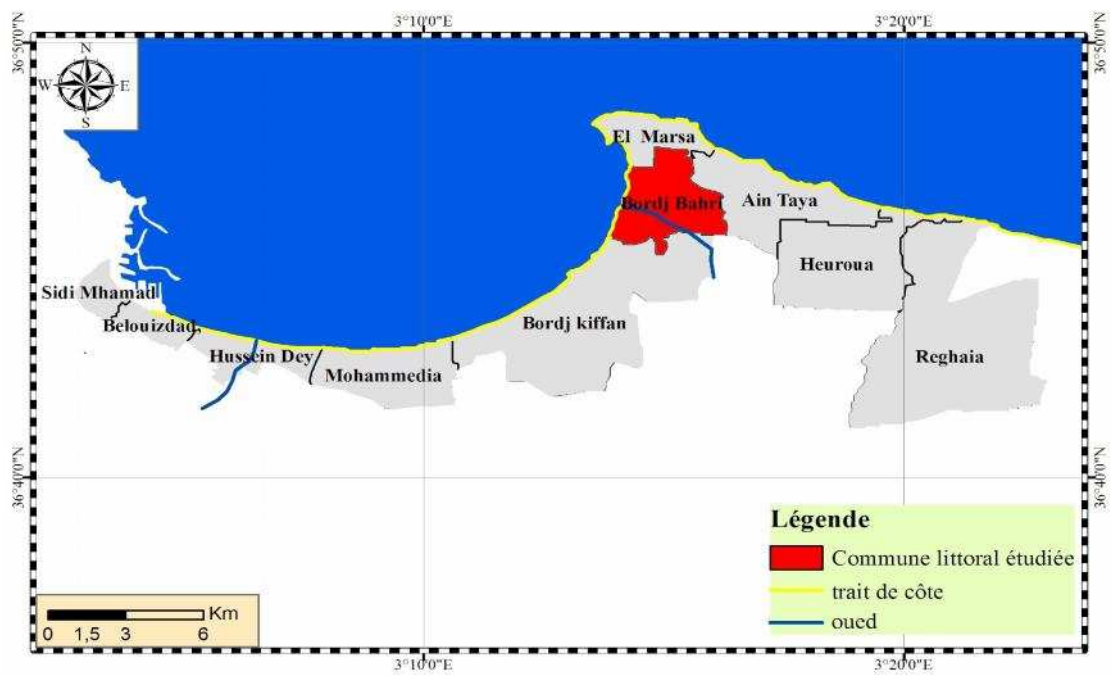 3°10'0"E
3°20'0"E
36°50'0"N
36°50'0"N
N
W
E
S
El Marsa
Bordj Bahri
Ain Taya
Heuroua
Sidi Mhamad
Belouizdad,
Bordj kiffan
Hussein Dey
Mohammedia
Reghaia
36°40'0"N
36°40'0"N
Légende
Commune littoral étudiée
trait de côte
oued
Km
0 1,5 3 6
3°10'0"E
3°20'0"E